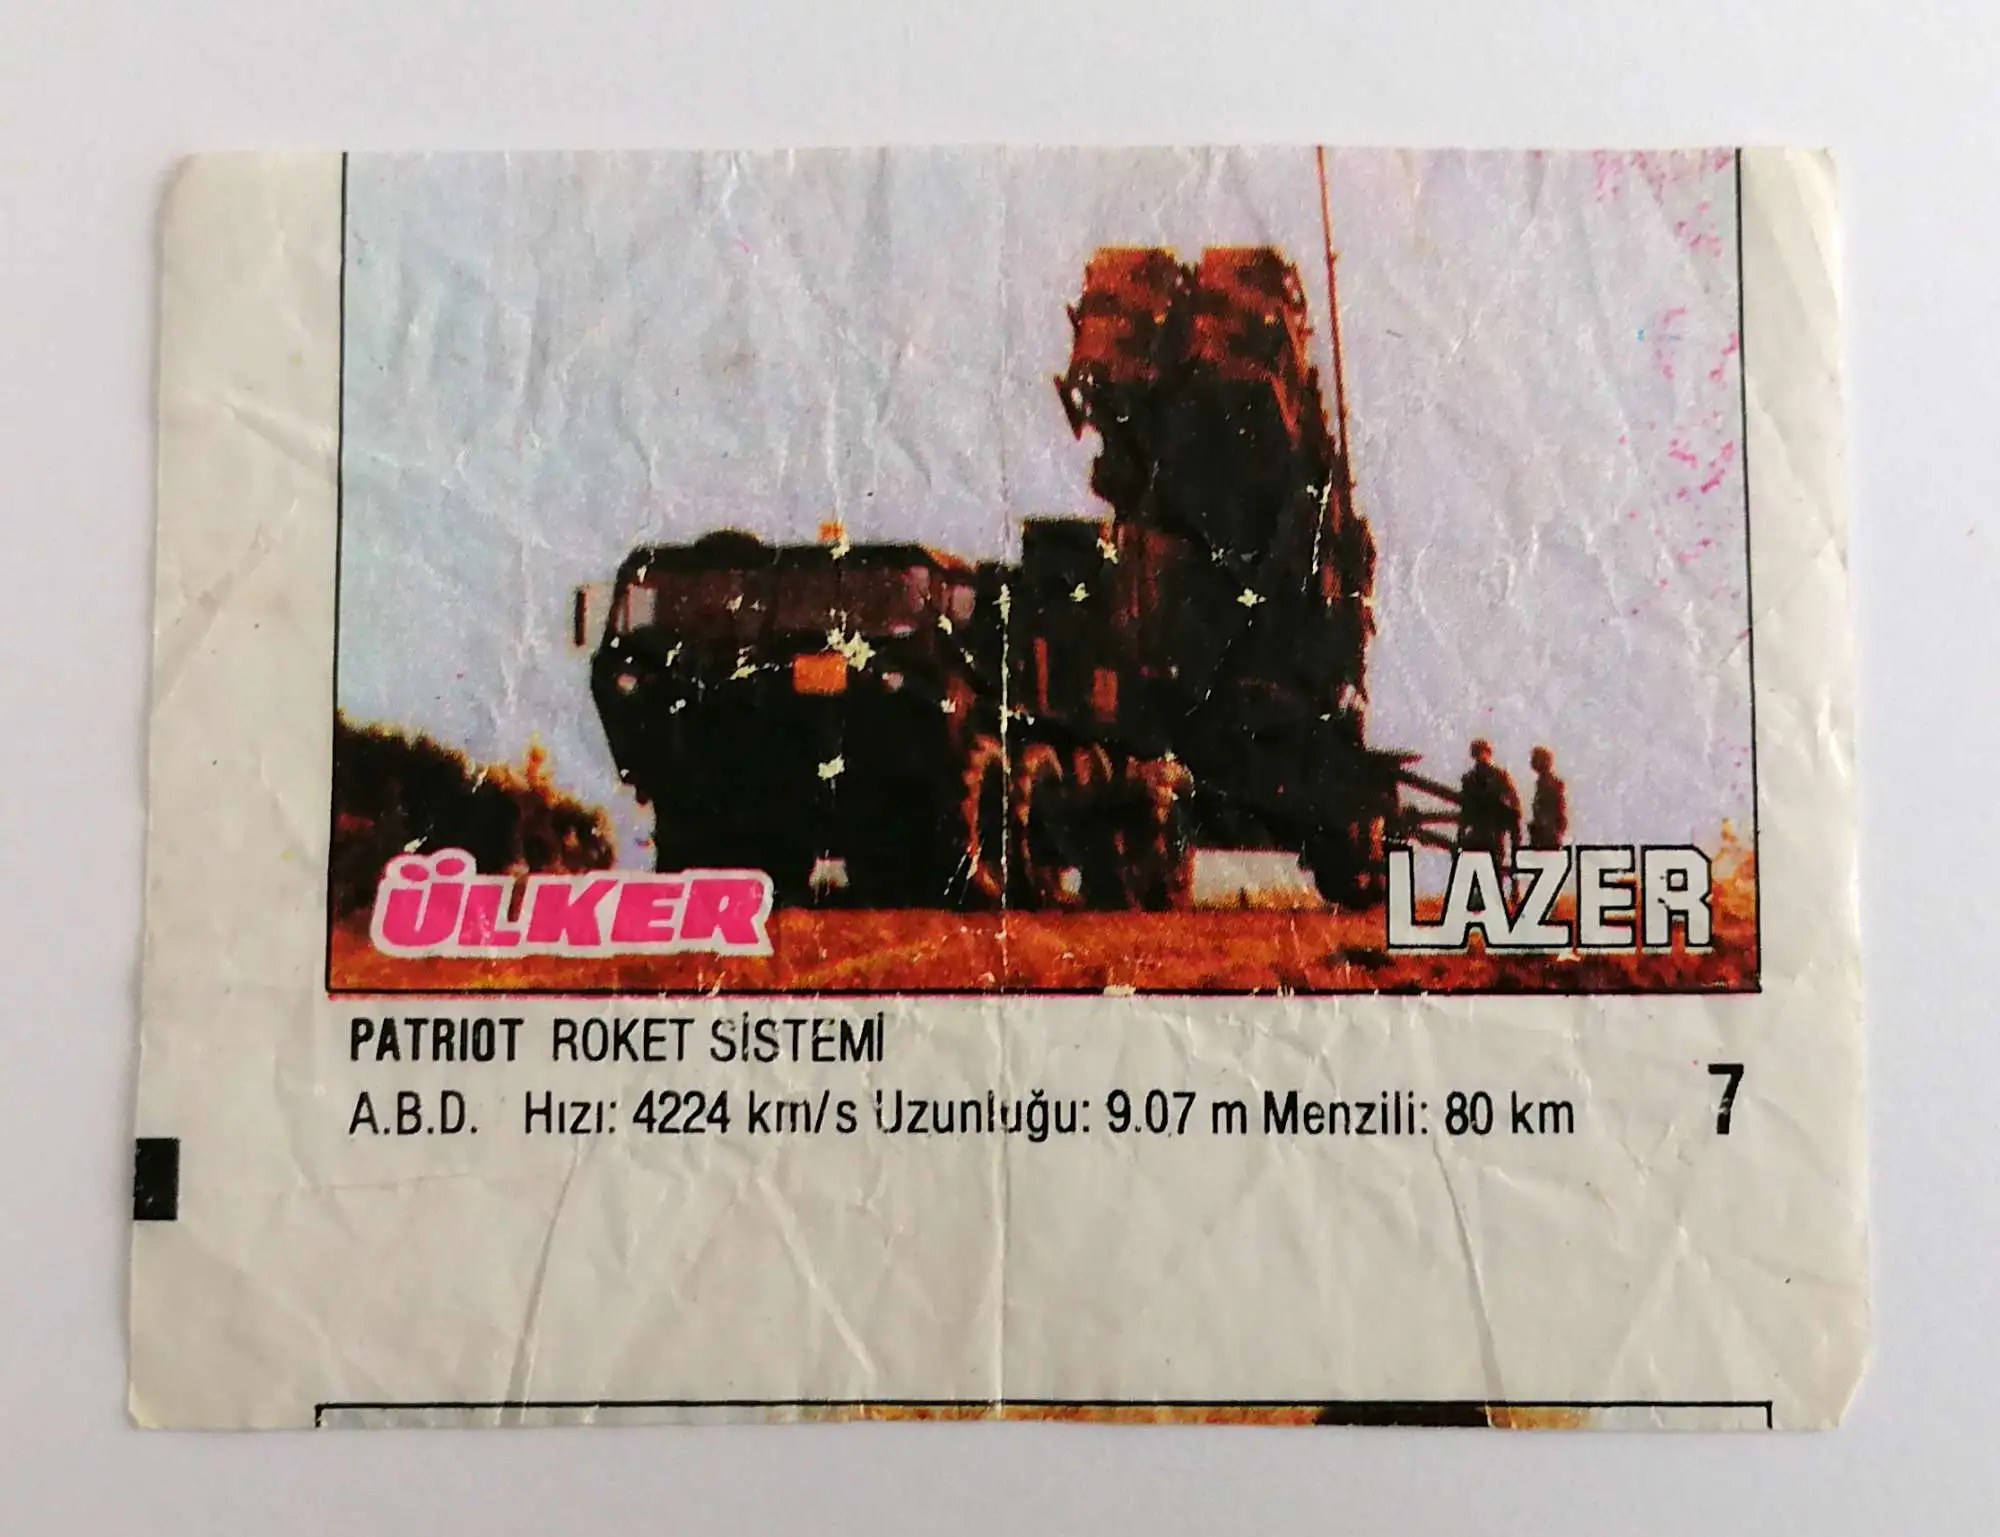 ÜLKER
LAZER
PATRIOT ROKET SİSTEMİ
A.B.D. Hızı: 4224 km/s Uzunluğu: 9.07 m Menzili: 80 km
7